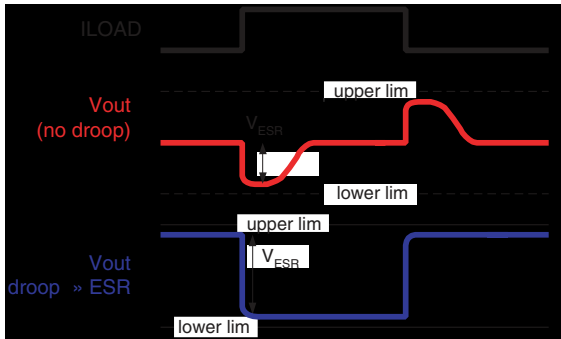 ILOAD
upper lim
Vout
(no droop)
VESR
lower lim
upper lim
VESR
Vout
droop » ESR
lower lim